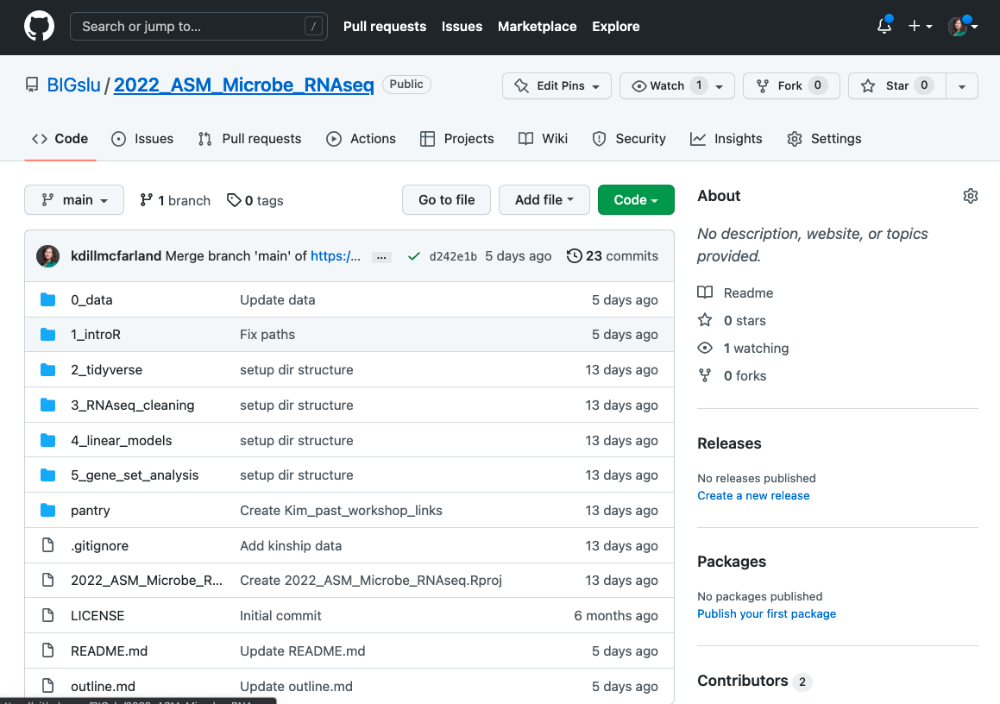 Search or jump to... /
Pull requests Issues Marketplace Explore
BIGslu / 2022_ASM_Microbe_RNAseq Public
Edit Pins Watch 1 Fork 0 Star 0
Code Issues Pull requests Actions Projects Wiki Security Insights Settings
main 1 branch 0 tags Go to file Add file Code
kdillmcfarland Merge branch 'main' of https:/... ... d242e1b 5 days ago 23 commits
0_data Update data 5 days ago
1_introR Fix paths 5 days ago
2_tidyverse setup dir structure 13 days ago
3_RNAseq_cleaning setup dir structure 13 days ago
4_linear_models setup dir structure 13 days ago
5_gene_set_analysis setup dir structure 13 days ago
pantry Create Kim_past_workshop_links 13 days ago
.gitignore Add kinship data 13 days ago
2022_ASM_Microbe_R... Create 2022_ASM_Microbe_RNAseq.Rproj 13 days ago
LICENSE Initial commit 6 months ago
README.md Update README.md 5 days ago
outline.md Update outline.md 5 days ago
About
No description, website, or topics
provided.
Readme
0 stars
1 watching
0 forks
Releases
No releases published
Create a new release
Packages
No packages published
Publish your first package
Contributors 2